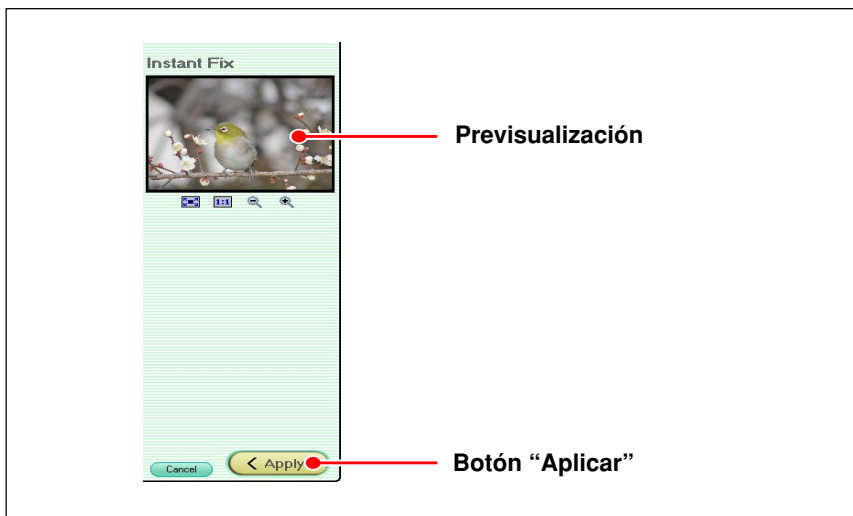 Instant Fix
Previsualización
1:1
Cancel
< Apply
Botón “Aplicar”